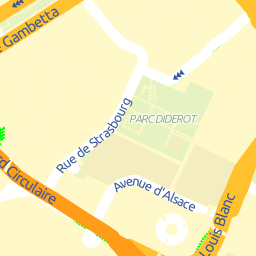 Gambetta
Rue de Strasbourg
PARC DIDEROT
Avenue d'Alsace
Circulaire
Louis Blanc